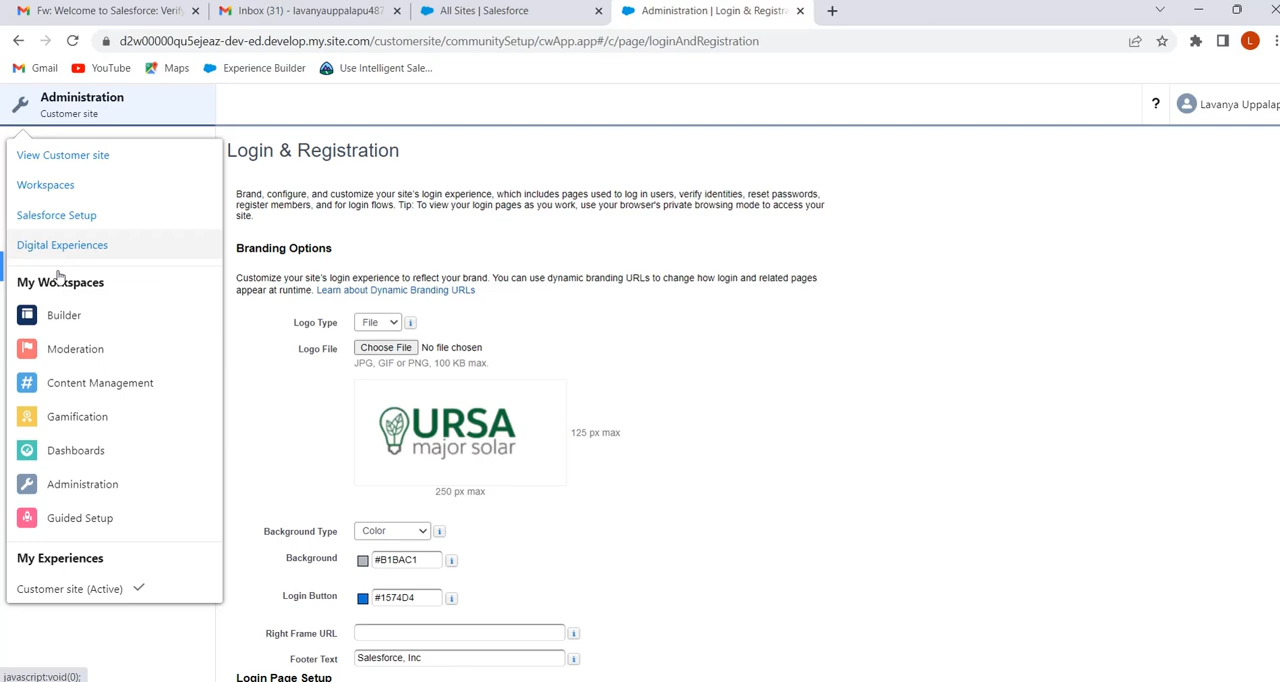 Fw: Welcome to Salesforce: Verify
Inbox (31) - lavanyauppalapu487
All Sites | Salesforce
Administration | Login & Registra
d2w00000qu5ejeaz-dev-ed.develop.my.site.com/customersite/communitySetup/cwApp.app#/c/page/loginAndRegistration
L
Gmail
YouTube
Maps
Experience Builder
Use Intelligent Sale...
Administration
Customer site
?
Lavanya Uppalap
View Customer site
Workspaces
Salesforce Setup
Digital Experiences
My Workspaces
Builder
Moderation
Content Management
Gamification
Dashboards
Administration
Guided Setup
My Experiences
Customer site (Active)
Login & Registration
Brand, configure, and customize your site's login experience, which includes pages used to log in users, verify identities, reset passwords,
register members, and for login flows. Tip: To view your login pages as you work, use your browser's private browsing mode to access your
site.
Branding Options
Customize your site's login experience to reflect your brand. You can use dynamic branding URLs to change how login and related pages
appear at runtime. Learn about Dynamic Branding URLs
Logo Type File
Logo File Choose File No file chosen
JPG, GIF or PNG, 100 KB max.
URSA
major solar
125 px max
250 px max
Background Type Color
Background #B1BAC1
Login Button #1574D4
Right Frame URL
Footer Text Salesforce, Inc
Login Page Setup
javascript:void(0);